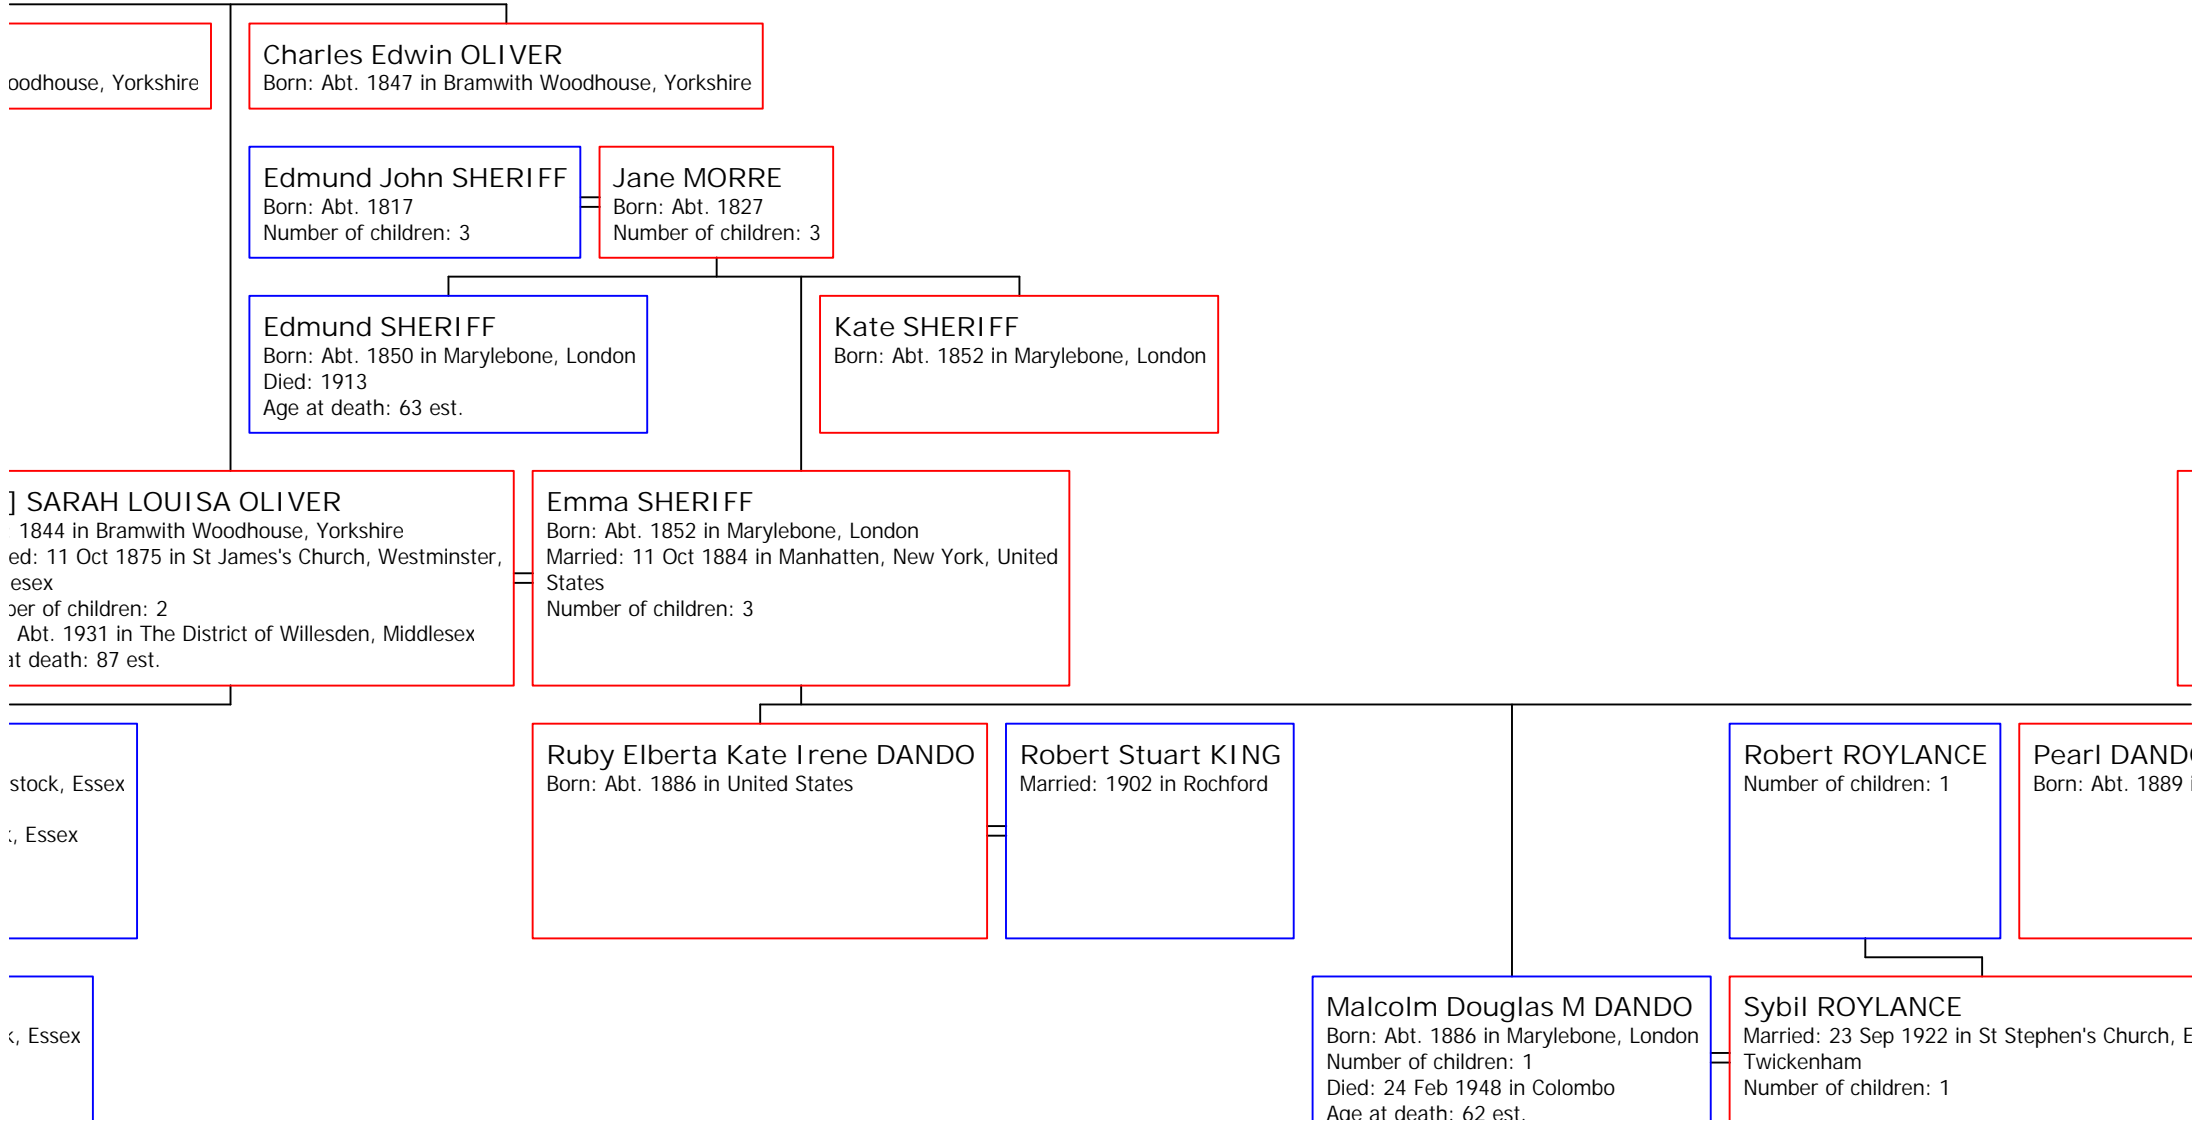 Yorkshire
Charles Edwin OLIVER
Born: Abt. 1847 in Bramwith Woodhouse, Yorkshire
Edmund John SHERIFF
Born: Abt. 1817
Number of children: 3
Jane MORRE
Born: Abt. 1827
Number of children: 3
Edmund SHERIFF
Born: Abt. 1850 in Marylebone, London
Died: 1913
Age at death: 63 est.
Kate SHERIFF
Born: Abt. 1852 in Marylebone, London
] SARAH LOUISA OLIVER
1844 in Bramwith Woodhouse, Yorkshire
11 Oct 1875 in St James's Church, Westminster,
of children: 2
Abt. 1931 in The District of Willesden, Middlesex
at death: 87 est.
Emma SHERIFF
Born: Abt. 1852 in Marylebone, London
Married: 11 Oct 1884 in Manhatten, New York, United
States
Number of children: 3
Essex
Essex
Ruby Elberta Kate Irene DANDO
Born: Abt. 1886 in United States
Robert Stuart KING
Married: 1902 in Rochford
Robert ROYLANCE
Number of children: 1
Pearl DANDO
Born: Abt. 1889
Essex
Malcolm Douglas M DANDO
Born: Abt. 1886 in Marylebone, London
Number of children: 1
Died: 24 Feb 1948 in Colombo
Age at death: 62 est.
Sybil ROYLANCE
Married: 23 Sep 1922 in St Stephen's Church,
Twickenham
Number of children: 1